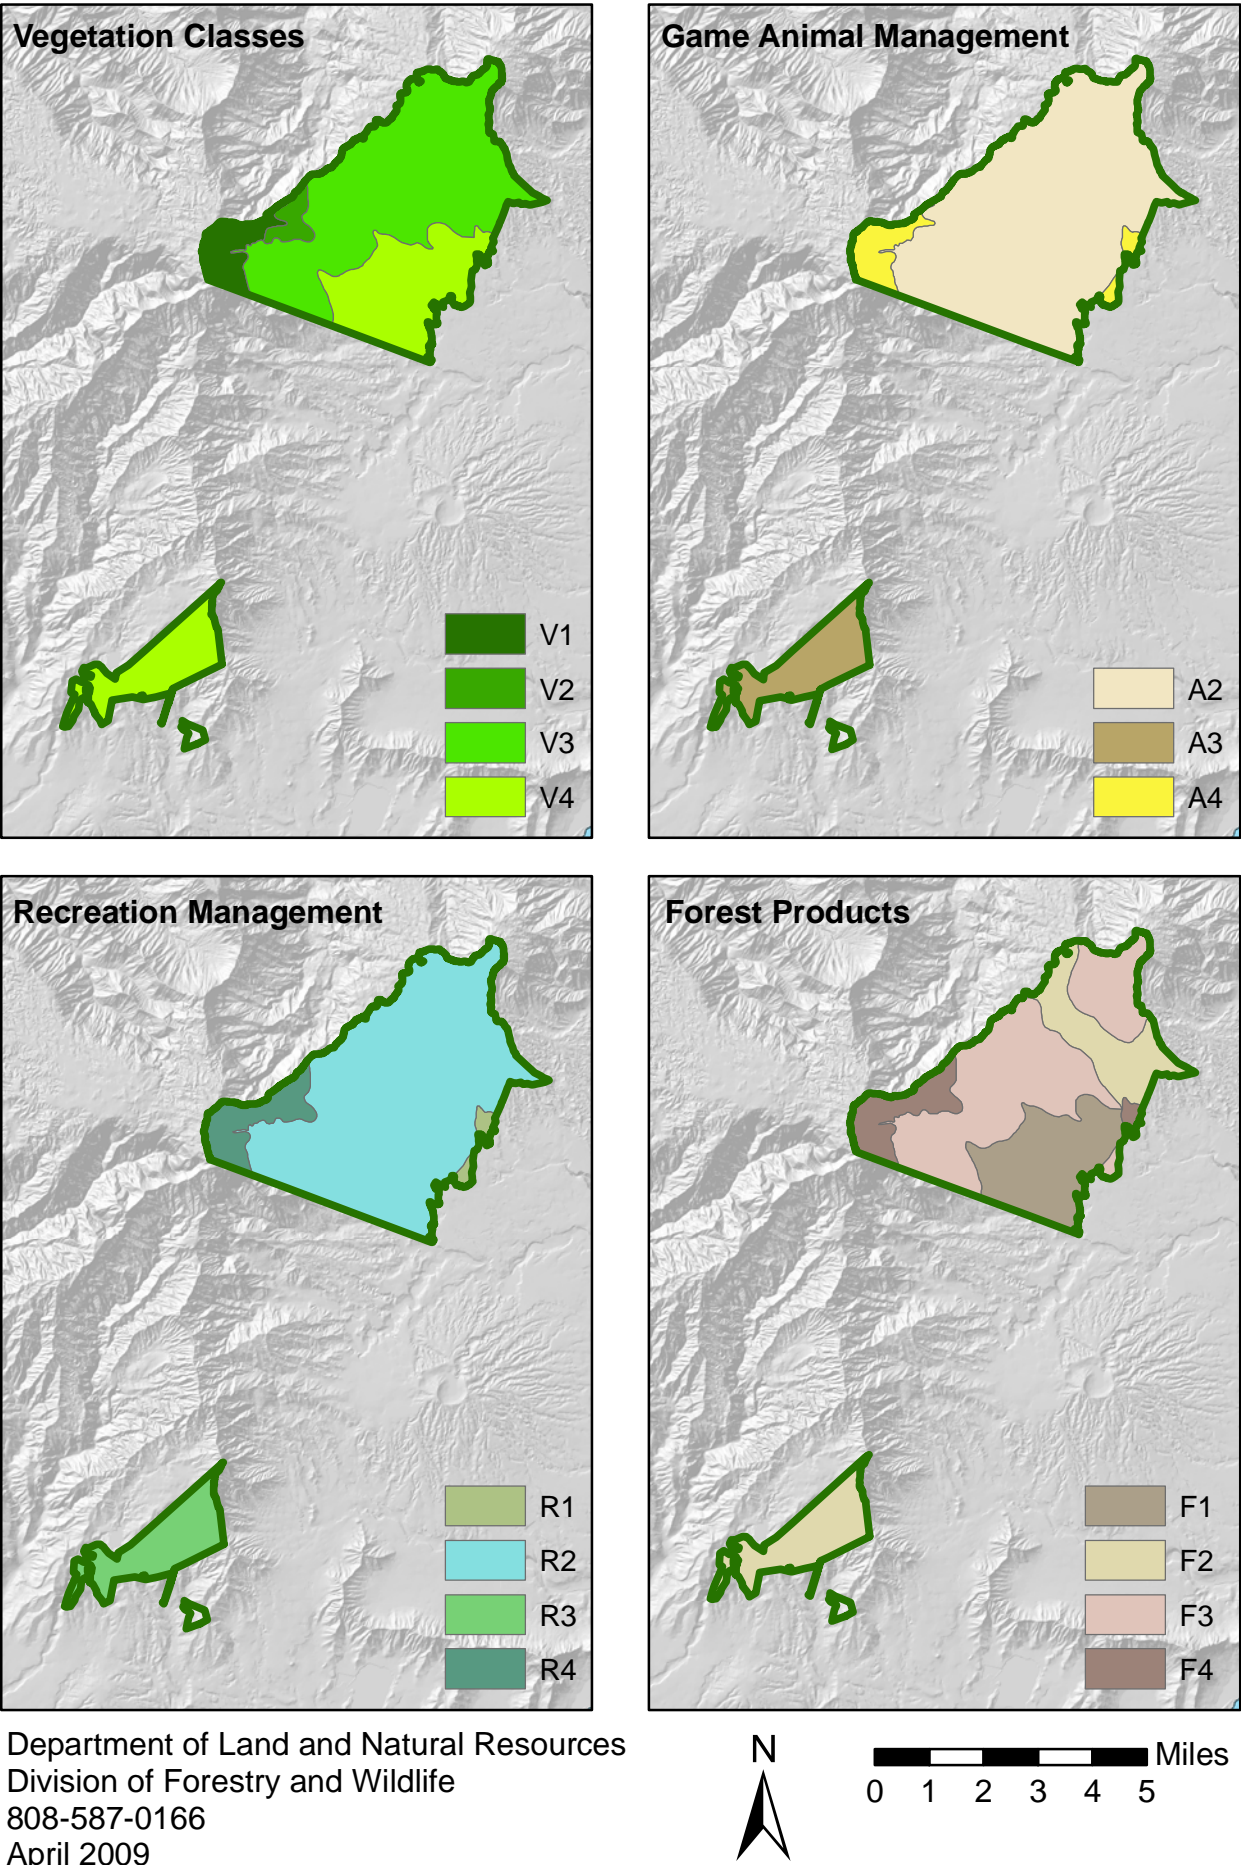 Vegetation Classes
V1
V2
V3
V4
Game Animal Management
A2
A3
A4
Recreation Management
R1
R2
R3
R4
Forest Products
F1
F2
F3
F4
Department of Land and Natural Resources
Division of Forestry and Wildlife
808-587-0166
April 2009
N
Miles
0 1 2 3 4 5